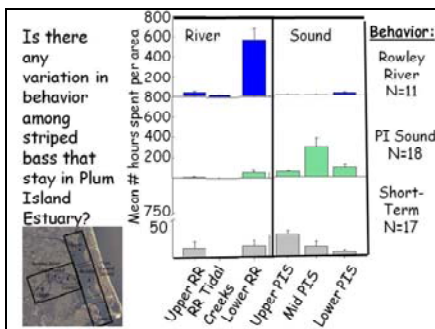 Is there
any
variation in
behavior
among
striped
bass that
stay in Plum
Island
Estuary?
Mean # hours spent per area
800
600
400
200
800
600
400
200
750
50
River
Sound
Upper RR
RR Tidal
Creeks
Lower RR
Upper PIS
Mid PIS
Lower PIS
Behavior:
Rowley
River
N=11
PI Sound
N=18
Short-
Term
N=17